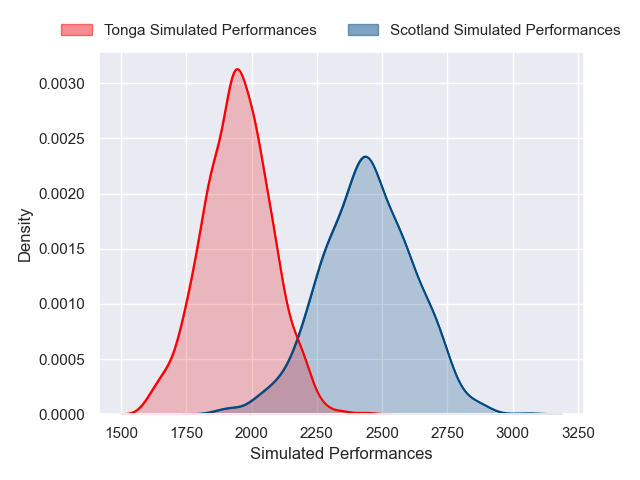 Tonga Simulated Performances Scotland Simulated Performances
0.0030
0.0025
0.0020
0.0015
0.0010
0.0005
0.0000
Density
1500 1750 2000 2250 2500 2750 3000 3250
Simulated Performances